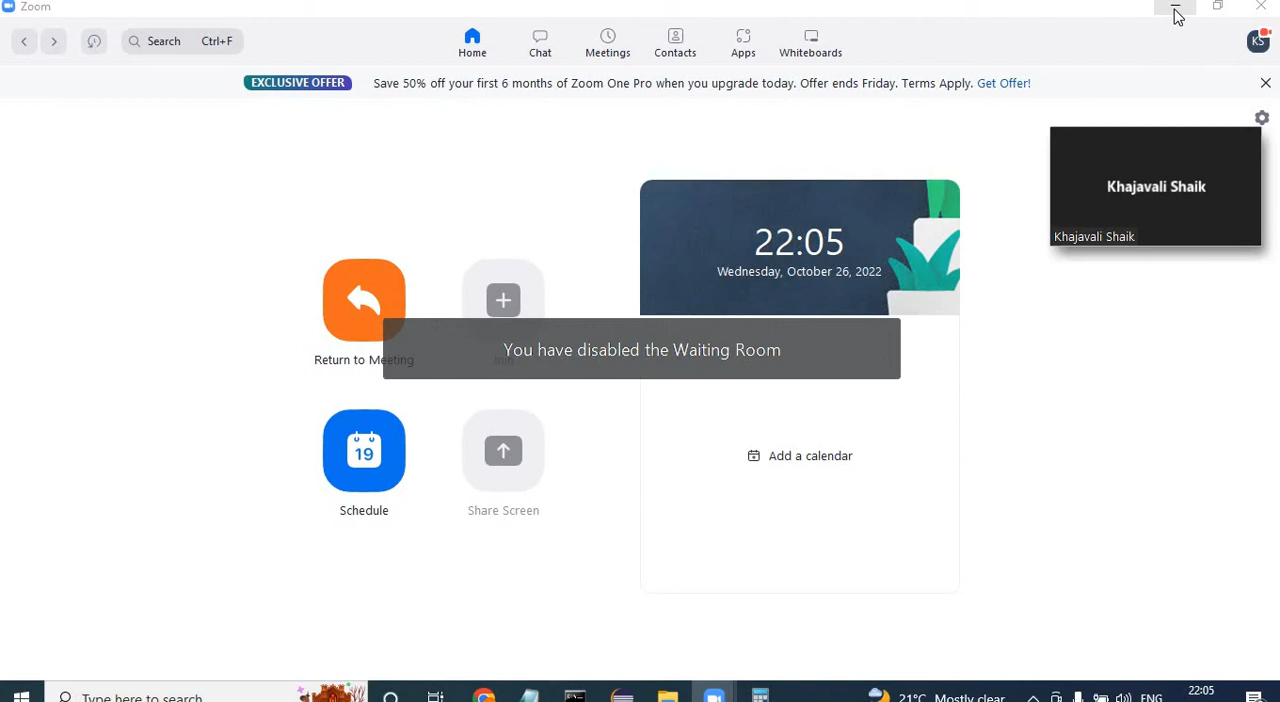 Zoom
Search Ctrl+F
Home Chat Meetings Contacts Apps Whiteboards
KS
EXCLUSIVE OFFER Save 50% off your first 6 months of Zoom One Pro when you upgrade today. Offer ends Friday. Terms Apply. Get Offer!
Khajavali Shaik
Khajavali Shaik
22:05
Wednesday, October 26, 2022
Return to Meeting
You have disabled the Waiting Room
19
Add a calendar
Schedule Share Screen
Type here to search 21°C Mostly clear ENG 22:05